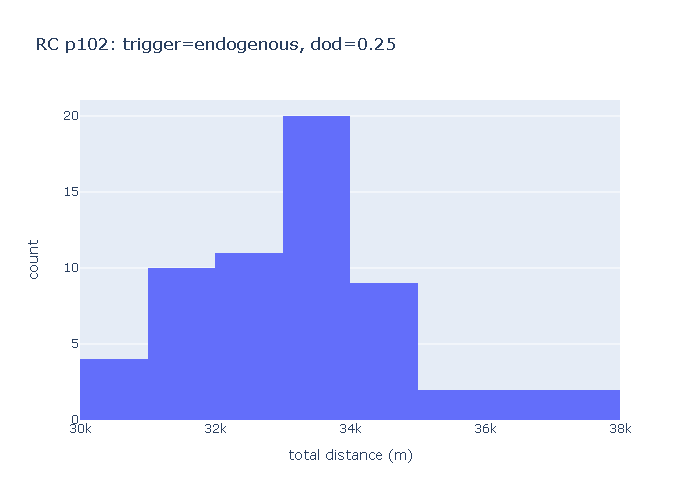 RC p102: trigger=endogenous, dod=0.25
20
15
10
5
0
count
30k 32k 34k 36k 38k
total distance (m)